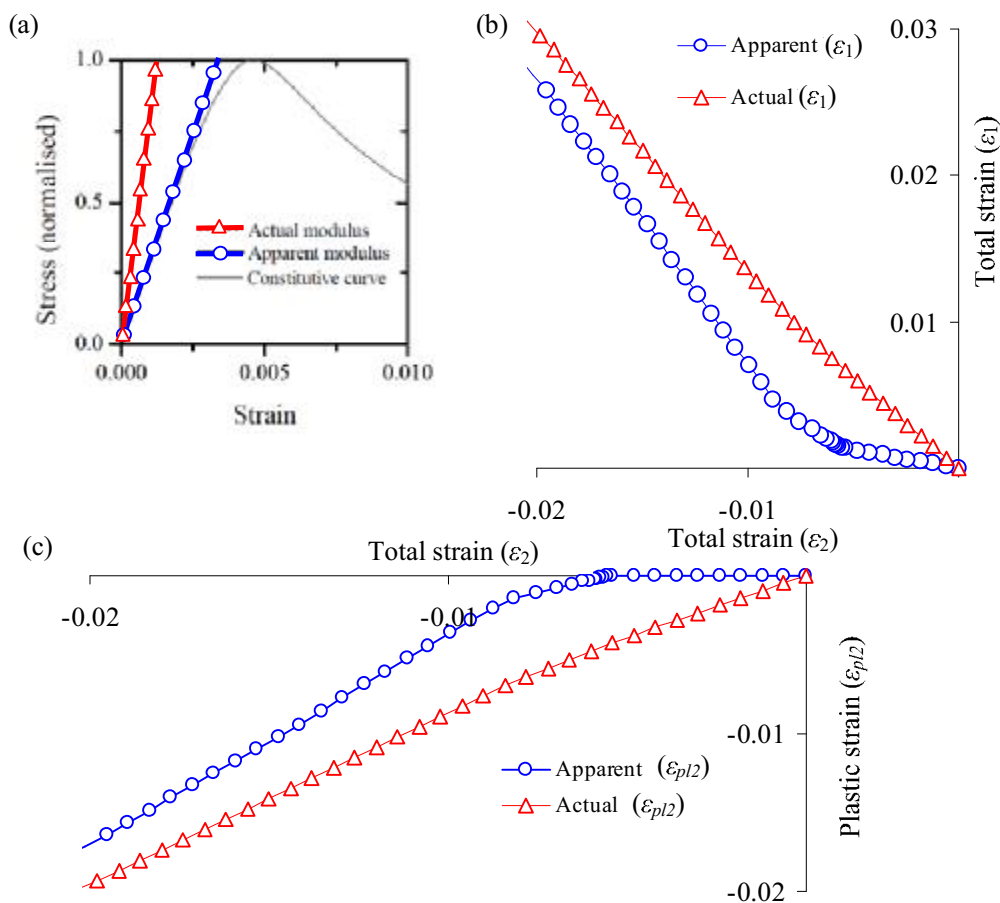 (a)
1.0
0.5
0.0
Stress (normalised)
Actual modulus
Apparent modulus
Constitutive curve
0.000
0.005
0.010
Strain
(b)
Apparent (ε1)
Actual (ε1)
0.03
0.02
0.01
Total strain (ε1)
-0.02
-0.01
Total strain (ε2)
(c)
Total strain (ε2)
-0.02
-0.01
-0.01
-0.02
Plastic strain (εpl2)
Apparent (εpl2)
Actual (εpl2)